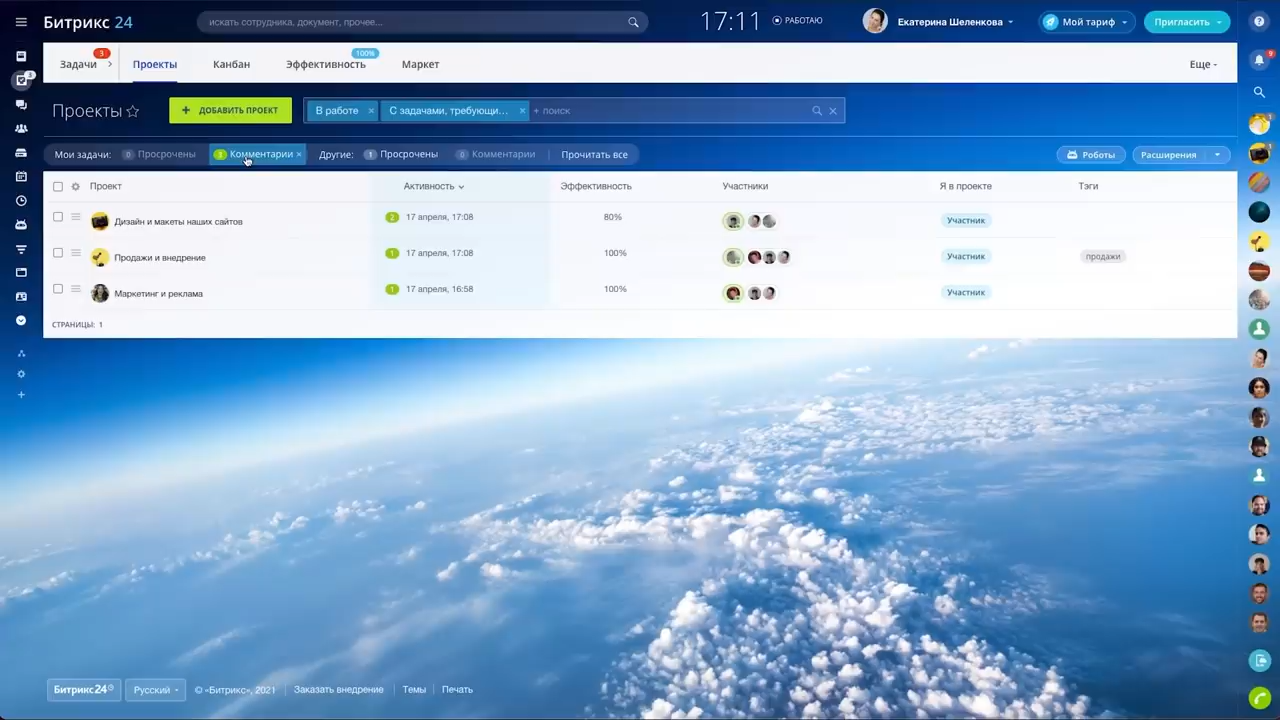 Битрикс 24
искать сотрудника, документ, прочее...
17:11
РАБОТАЮ
Екатерина Шеленкова
Мой тариф
Пригласить
Задачи 3
Проекты
Канбан
Эффективность 100%
Маркет
Еще
Проекты
+ ДОБАВИТЬ ПРОЕКТ
В работе ×
С задачами, требующи... ×
+ поиск
Мои задачи:
0 Просрочены
Комментарии ×
Другие:
1 Просрочены
0 Комментарии
Прочитать все
Роботы
Расширения
Проект
Активность
Эффективность
Участники
Я в проекте
Тэги
Дизайн и макеты наших сайтов
2 17 апреля, 17:08
80%
Участник
Продажи и внедрение
1 17 апреля, 17:08
100%
Участник
продажи
Маркетинг и реклама
1 17 апреля, 16:58
100%
Участник
СТРАНИЦЫ: 1
Битрикс24
Русский
© «Битрикс», 2021
Заказать внедрение
Темы
Печать